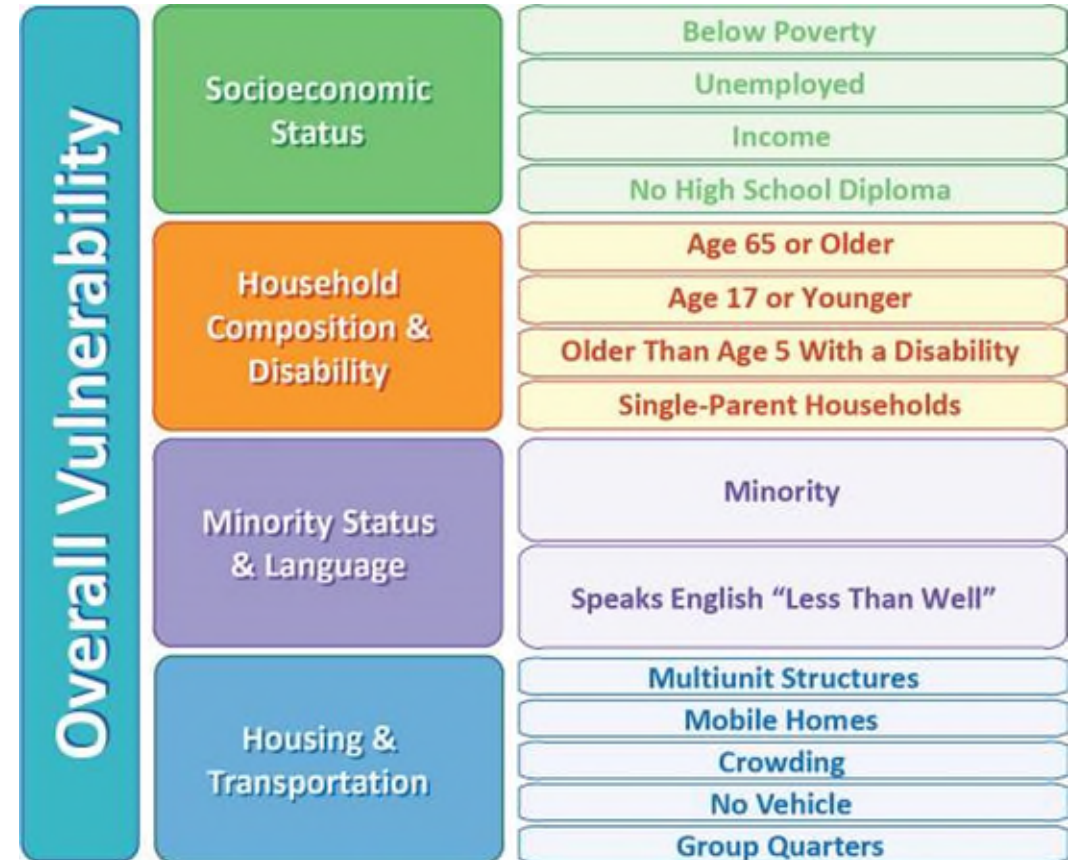 Overall Vulnerability
Socioeconomic
Status
Below Poverty
Unemployed
Income
No High School Diploma
Household
Composition &
Disability
Age 65 or Older
Age 17 or Younger
Older Than Age 5 With a Disability
Single-Parent Households
Minority Status
& Language
Minority
Speaks English “Less Than Well”
Housing &
Transportation
Multiunit Structures
Mobile Homes
Crowding
No Vehicle
Group Quarters